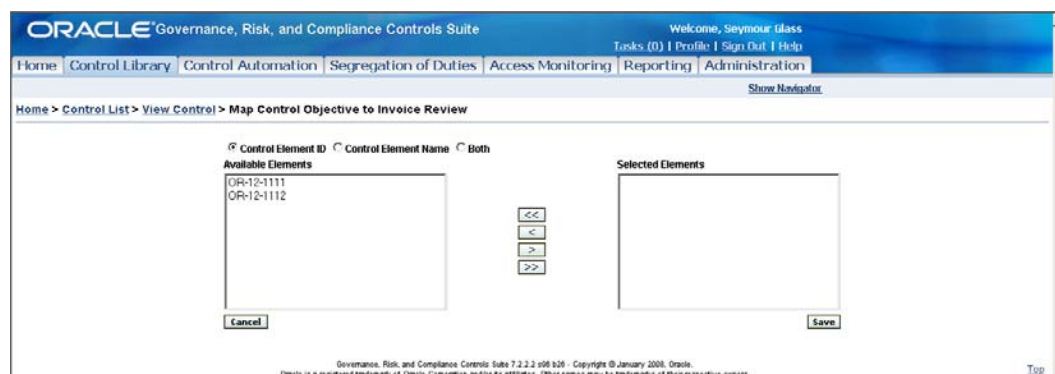 ORACLE Governance, Risk, and Compliance Controls Suite
Welcome, Seymour Glass
Tasks (0) | Profile | Sign Out | Help
Home Control Library Control Automation Segregation of Duties Access Monitoring Reporting Administration
Show Navigator
Home > Control List > View Control > Map Control Objective to Invoice Review
Control Element ID Control Element Name Both
Available Elements Selected Elements
OR-12-1111
OR-12-1112
<<
<
>
>>
Cancel Save
Governance, Risk, and Compliance Controls Suite 7.2.2.2 s06 b26 - Copyright © January 2008, Oracle.
Top